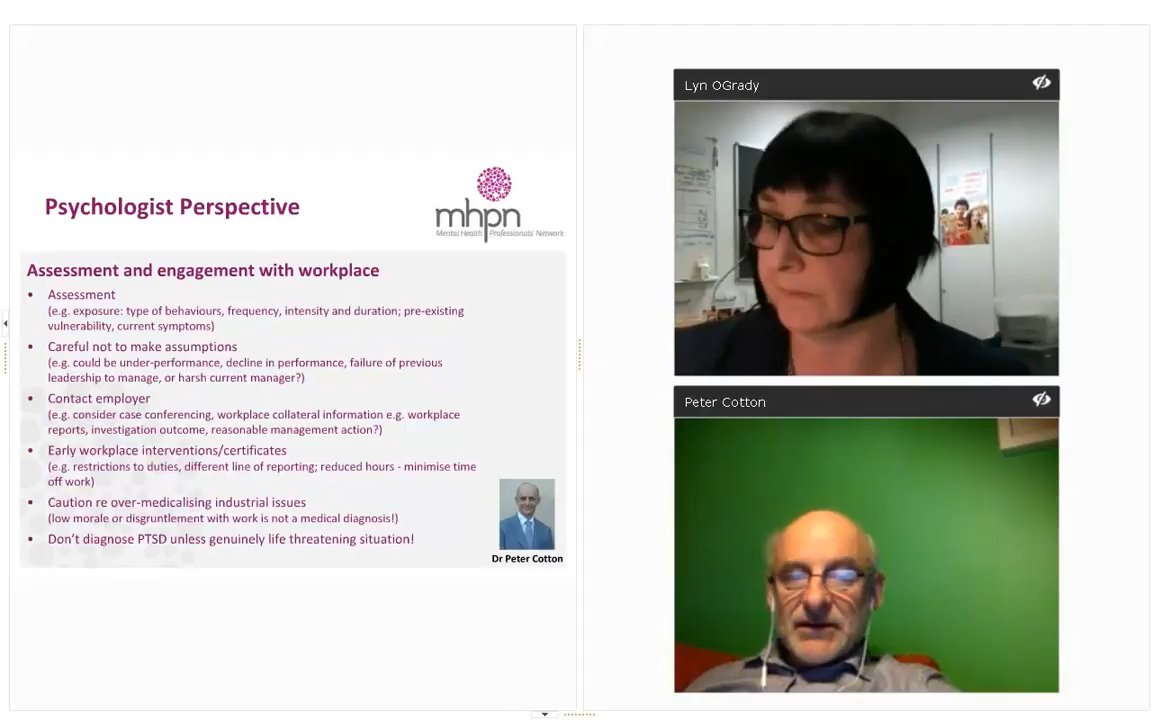 Psychologist Perspective
mhpn
Mental Health Professionals' Network
Assessment and engagement with workplace
• Assessment
(e.g. exposure: type of behaviours, frequency, intensity and duration; pre-existing
vulnerability, current symptoms)
• Careful not to make assumptions
(e.g. could be under-performance, decline in performance, failure of previous
leadership to manage, or harsh current manager?)
• Contact employer
(e.g. consider case conferencing, workplace collateral information e.g. workplace
reports, investigation outcome, reasonable management action?)
• Early workplace interventions/certificates
(e.g. restrictions to duties, different line of reporting; reduced hours - minimise time
off work)
• Caution re over-medicalising industrial issues
(low morale or disgruntlement with work is not a medical diagnosis!)
• Don't diagnose PTSD unless genuinely life threatening situation!
Dr Peter Cotton
Lyn OGrady
Peter Cotton